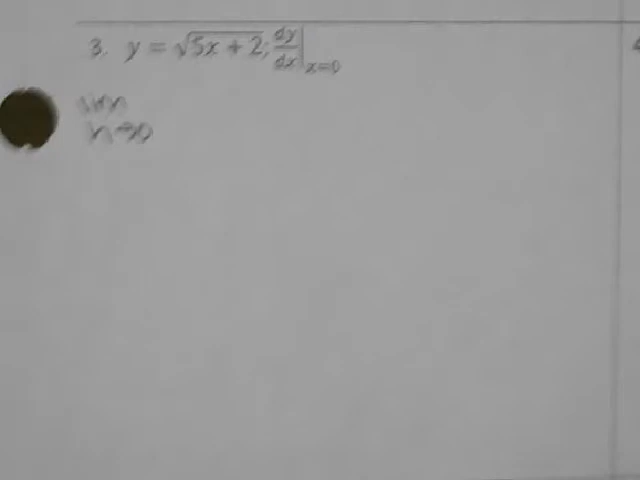 3. y = √5x + 2; dy/dx |x=0
lim
h→0